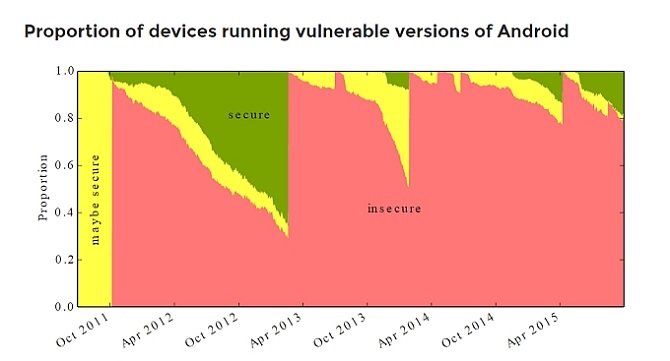 Proportion of devices running vulnerable versions of Android
1.0
0.8
0.6
0.4
0.2
0.0
Proportion
maybe secure
secure
insecure
Oct 2011
Apr 2012
Oct 2012
Apr 2013
Oct 2013
Apr 2014
Oct 2014
Apr 2015